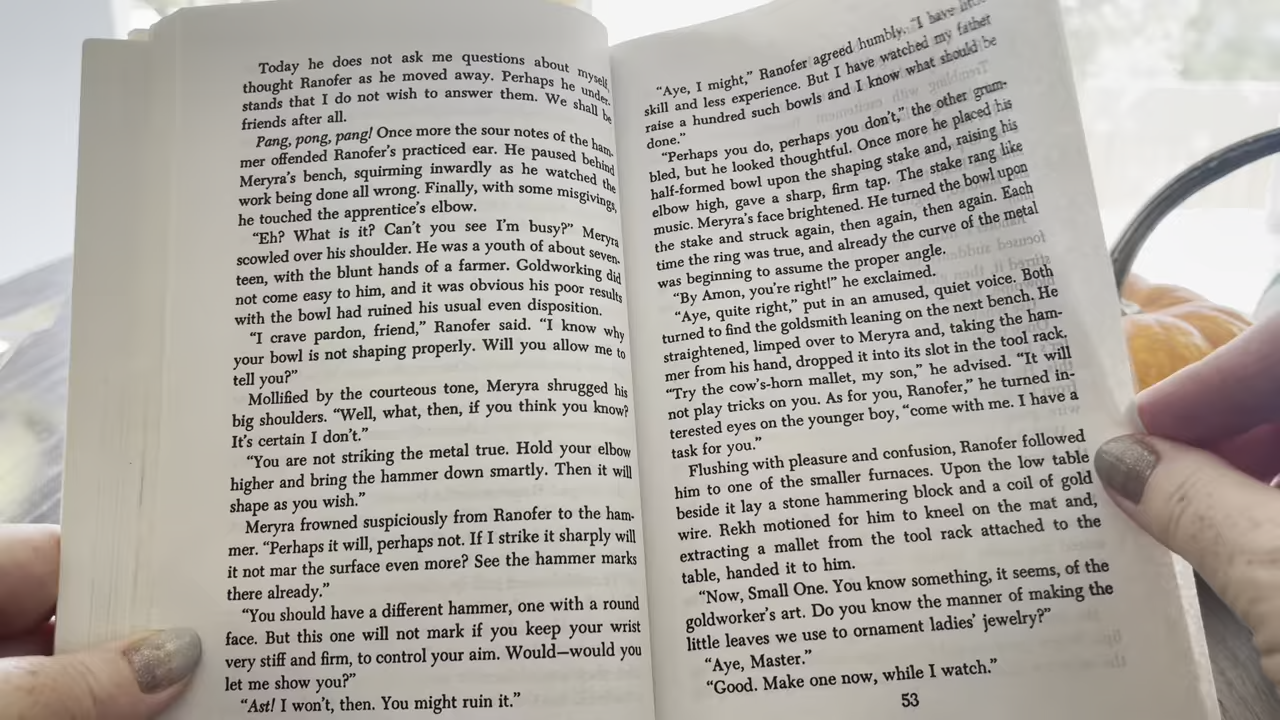 Today he does not ask me questions about myself,
thought Ranofer as he moved away. Perhaps he under-
stands that I do not wish to answer them. We shall be
friends after all.
Pang, pong, pang! Once more the sour notes of the ham-
mer offended Ranofer's practiced ear. He paused behind
Meryra's bench, squirming inwardly as he watched the
work being done all wrong. Finally, with some misgivings,
he touched the apprentice's elbow.
"Eh? What is it? Can't you see I'm busy?" Meryra
scowled over his shoulder. He was a youth of about seven-
teen, with the blunt hands of a farmer. Goldworking did
not come easy to him, and it was obvious his poor results
with the bowl had ruined his usual even disposition.
"I crave pardon, friend," Ranofer said. "I know why
your bowl is not shaping properly. Will you allow me to
tell you?"
Mollified by the courteous tone, Meryra shrugged his
big shoulders. "Well, what, then, if you think you know?
It's certain I don't."
"You are not striking the metal true. Hold your elbow
higher and bring the hammer down smartly. Then it will
shape as you wish."
Meryra frowned suspiciously from Ranofer to the ham-
mer. "Perhaps it will, perhaps not. If I strike it sharply will
it not mar the surface even more? See the hammer marks
there already."
"You should have a different hammer, one with a round
face. But this one will not mark if you keep your wrist
very stiff and firm, to control your aim. Would—would you
let me show you?"
"Ast! I won't, then. You might ruin it."
"Aye, I might," Ranofer agreed humbly. "I have little
skill and less experience. But I have watched my father
raise a hundred such bowls and I know what should be
done."
"Perhaps you do, perhaps you don't," the other grum-
bled, but he looked thoughtful. Once more he placed his
half-formed bowl upon the shaping stake and, raising his
elbow high, gave a sharp, firm tap. The stake rang like
music. Meryra's face brightened. He turned the bowl upon
the stake and struck again, then again, then again. Each
time the ring was true, and already the curve of the metal
was beginning to assume the proper angle.
"By Amon, you're right!" he exclaimed.
"Aye, quite right," put in an amused, quiet voice. Both
turned to find the goldsmith leaning on the next bench. He
straightened, limped over to Meryra and, taking the ham-
mer from his hand, dropped it into its slot in the tool rack.
"Try the cow's-horn mallet, my son," he advised. "It will
not play tricks on you. As for you, Ranofer," he turned in-
terested eyes on the younger boy, "come with me. I have a
task for you."
Flushing with pleasure and confusion, Ranofer followed
him to one of the smaller furnaces. Upon the low table
beside it lay a stone hammering block and a coil of gold
wire. Rekh motioned for him to kneel on the mat and,
extracting a mallet from the tool rack attached to the
table, handed it to him.
"Now, Small One. You know something, it seems, of the
goldworker's art. Do you know the manner of making the
little leaves we use to ornament ladies' jewelry?"
"Aye, Master."
"Good. Make one now, while I watch."
53